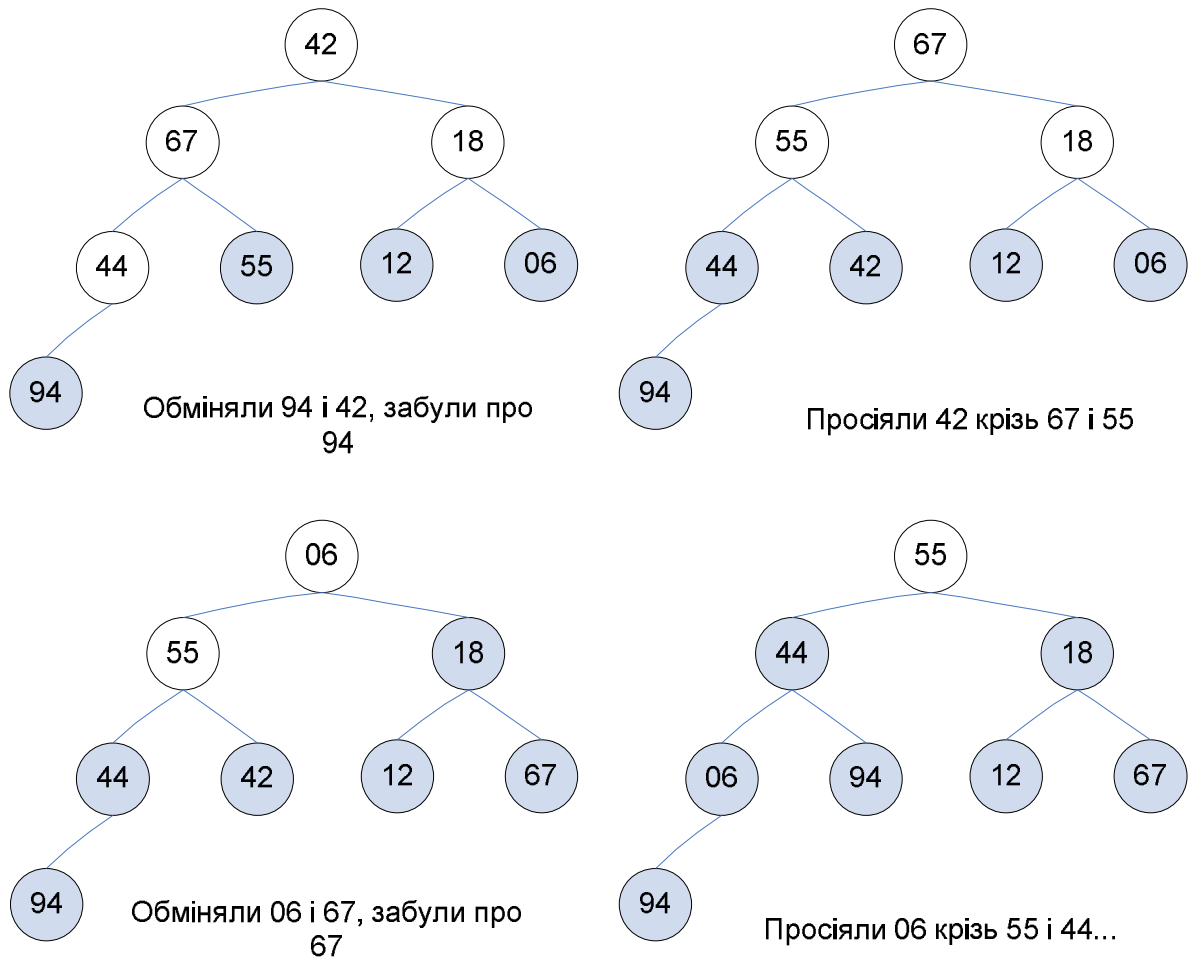 42
67
67 18
55 18
44 55 12 06
44 42 12 06
94
94
Обміняли 94 і 42, забули про
94
Просіяли 42 крізь 67 і 55
06
55
55 18
44 18
44 42 12 67
06 94 12 67
94
94
Обміняли 06 і 67, забули про
67
Просіяли 06 крізь 55 і 44...